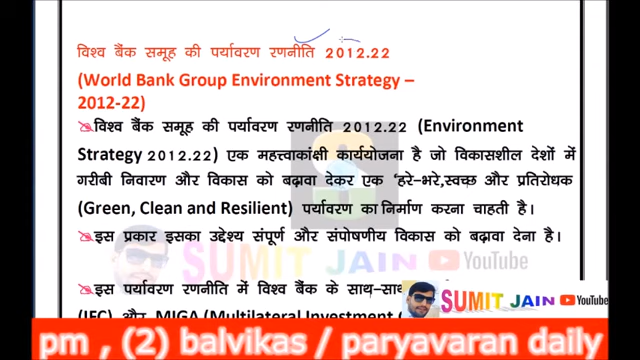 विश्व बैंक समूह की पर्यावरण रणनीति 2012.22
(World Bank Group Environment Strategy –
2012-22)
विश्व बैंक समूह की पर्यावरण रणनीति 2012.22 (Environment
Strategy 2012.22) एक महत्त्वाकांक्षी कार्ययोजना है जो विकासशील देशों में
गरीबी निवारण और विकास को बढ़ावा देकर एक 'हरे-भरे,स्वच्छ और प्रतिरोधक
(Green, Clean and Resilient) पर्यावरण का निर्माण करना चाहती है।
इस प्रकार इसका उद्देश्य संपूर्ण और संपोषणीय विकास को बढ़ावा देना है।
SUMIT JAIN YouTube
इस पर्यावरण रणनीति में विश्व बैंक के साथ-साथ
SUMIT JAIN YouTube
(IFC) और MIGA (Multilateral Investment
pm , (2) balvikas / paryavaran daily